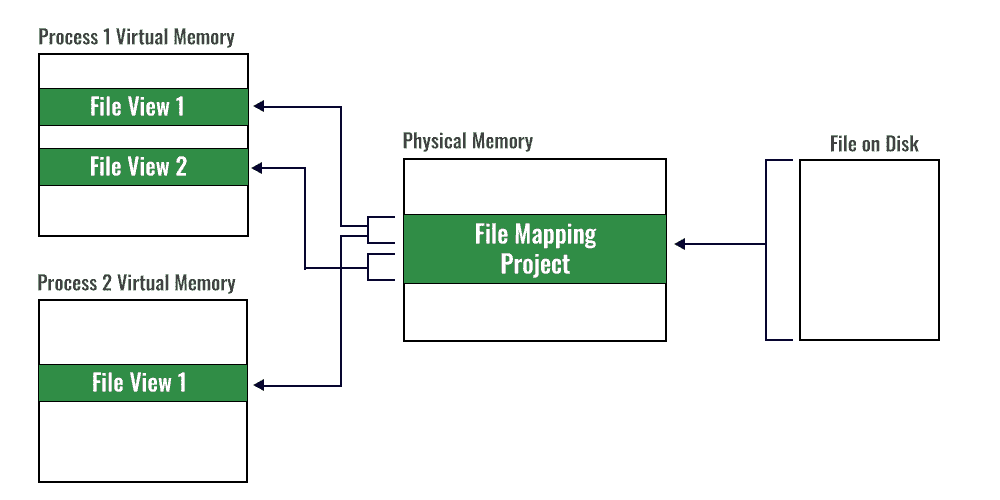 Process 1 Virtual Memory
File View 1
File View 2
Physical Memory
File Mapping
Project
File on Disk
Process 2 Virtual Memory
File View 1